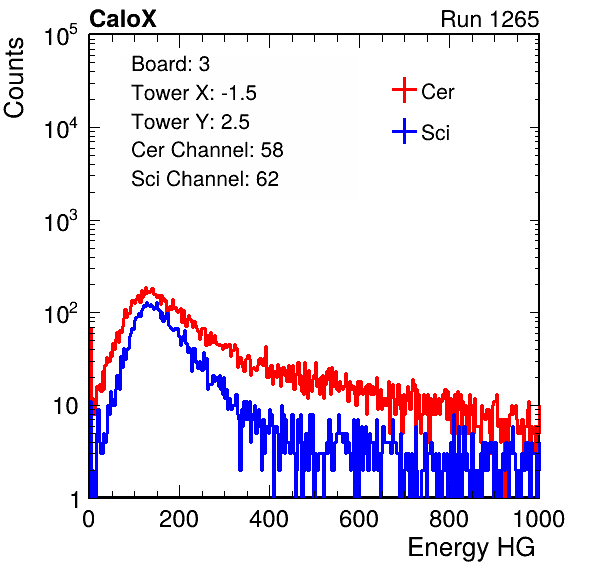 CaloX Run 1265
Counts
Board: 3
Tower X: -1.5
Tower Y: 2.5
Cer Channel: 58
Sci Channel: 62
Cer
Sci
10^5
10^4
10^3
10^2
10
1
0 200 400 600 800 1000
Energy HG